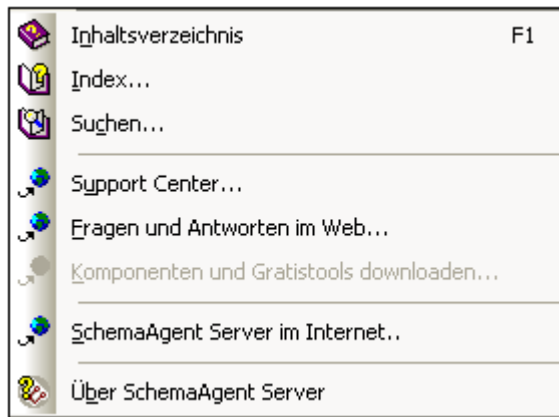 Inhaltsverzeichnis F1
Index...
Suchen...
Support Center...
Fragen und Antworten im Web...
Komponenten und Gratistools downloaden...
SchemaAgent Server im Internet..
Über SchemaAgent Server